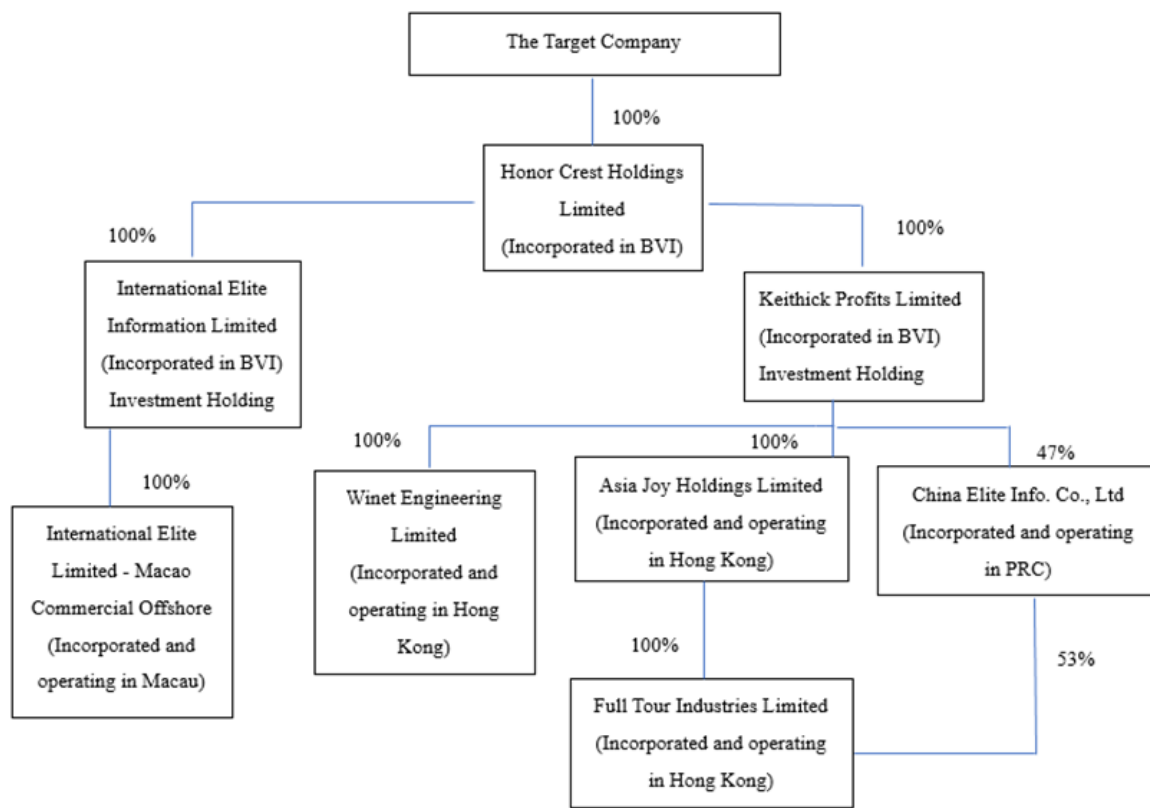 The Target Company
100%
Honor Crest Holdings
Limited
(Incorporated in BVI)
100%
100%
International Elite
Information Limited
(Incorporated in BVI)
Investment Holding
Keithick Profits Limited
(Incorporated in BVI)
Investment Holding
100%
100%
100%
47%
International Elite
Limited - Macao
Commercial Offshore
(Incorporated and
operating in Macau)
Winet Engineering
Limited
(Incorporated and
operating in Hong
Kong)
Asia Joy Holdings Limited
(Incorporated and operating
in Hong Kong)
China Elite Info. Co., Ltd
(Incorporated and operating
in PRC)
100%
53%
Full Tour Industries Limited
(Incorporated and operating
in Hong Kong)